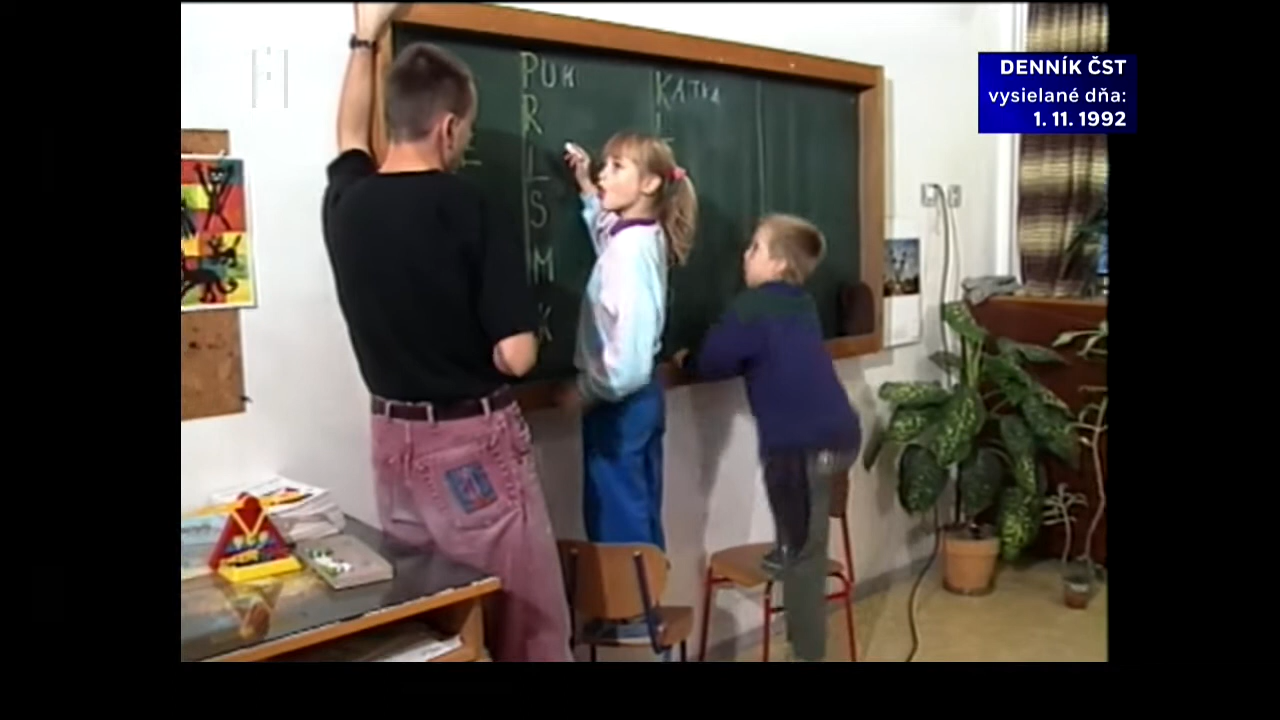 DENNÍK ČST
vysielané dňa:
1. 11. 1992
PUK
KATKA
R
L
I
L
S
M
K